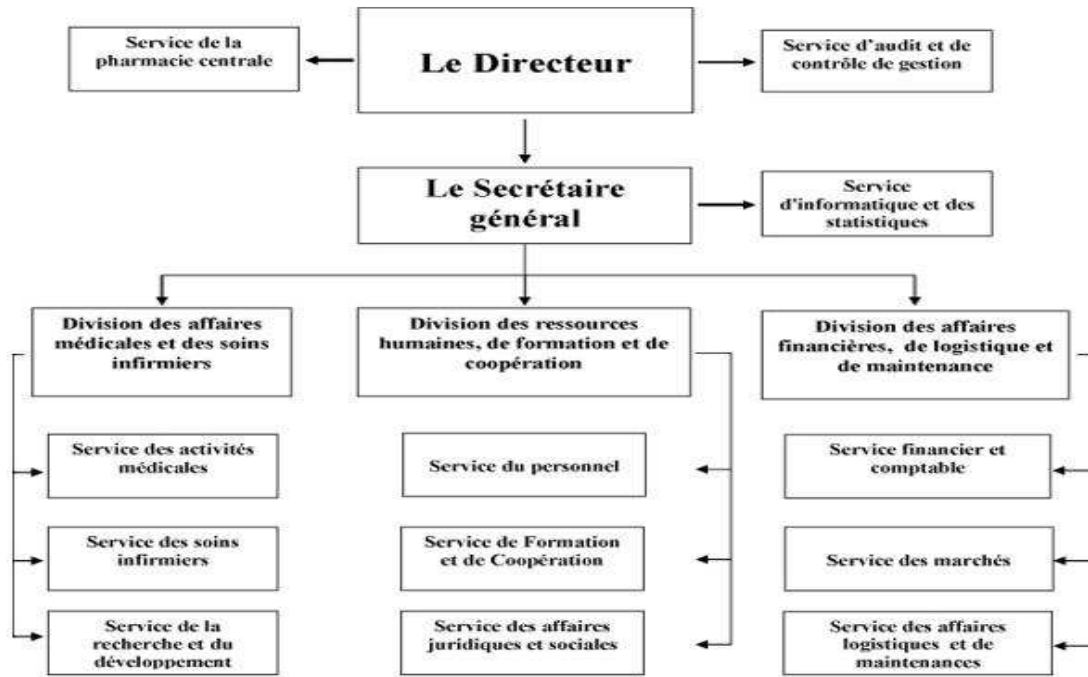 Service de la
pharmacie centrale
Le Directeur
Service d'audit et de
contrôle de gestion
Le Secrétaire
général
Service
d'informatique et des
statistiques
Division des affaires
médicales et des soins
infirmiers
Division des ressources
humaines, de formation et de
coopération
Division des affaires
financières, de logistique et
de maintenance
Service des activités
médicales
Service du personnel
Service financier et
comptable
Service des soins
infirmiers
Service de Formation
et de Coopération
Service des marchés
Service de la
recherche et du
développement
Service des affaires
juridiques et sociales
Service des affaires
logistiques et de
maintenances